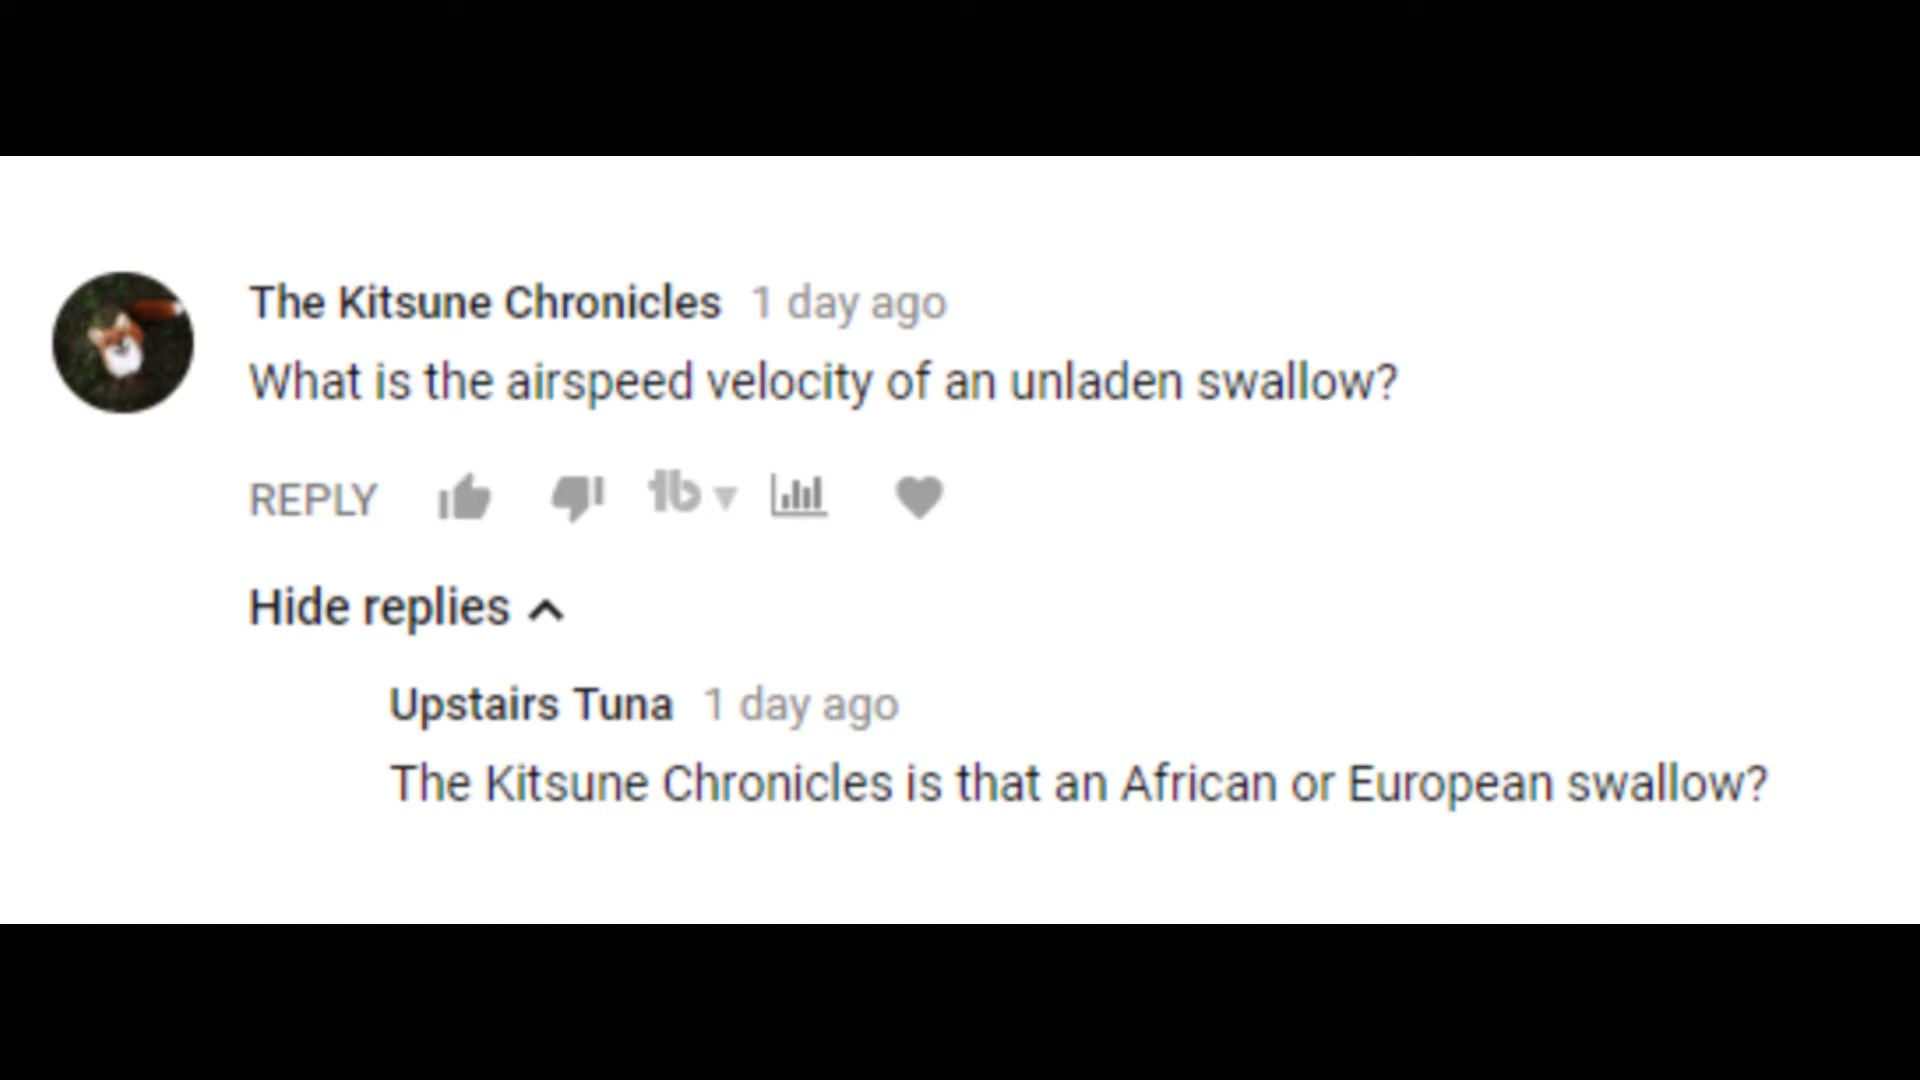 The Kitsune Chronicles 1 day ago
What is the airspeed velocity of an unladen swallow?
REPLY
Hide replies
Upstairs Tuna 1 day ago
The Kitsune Chronicles is that an African or European swallow?